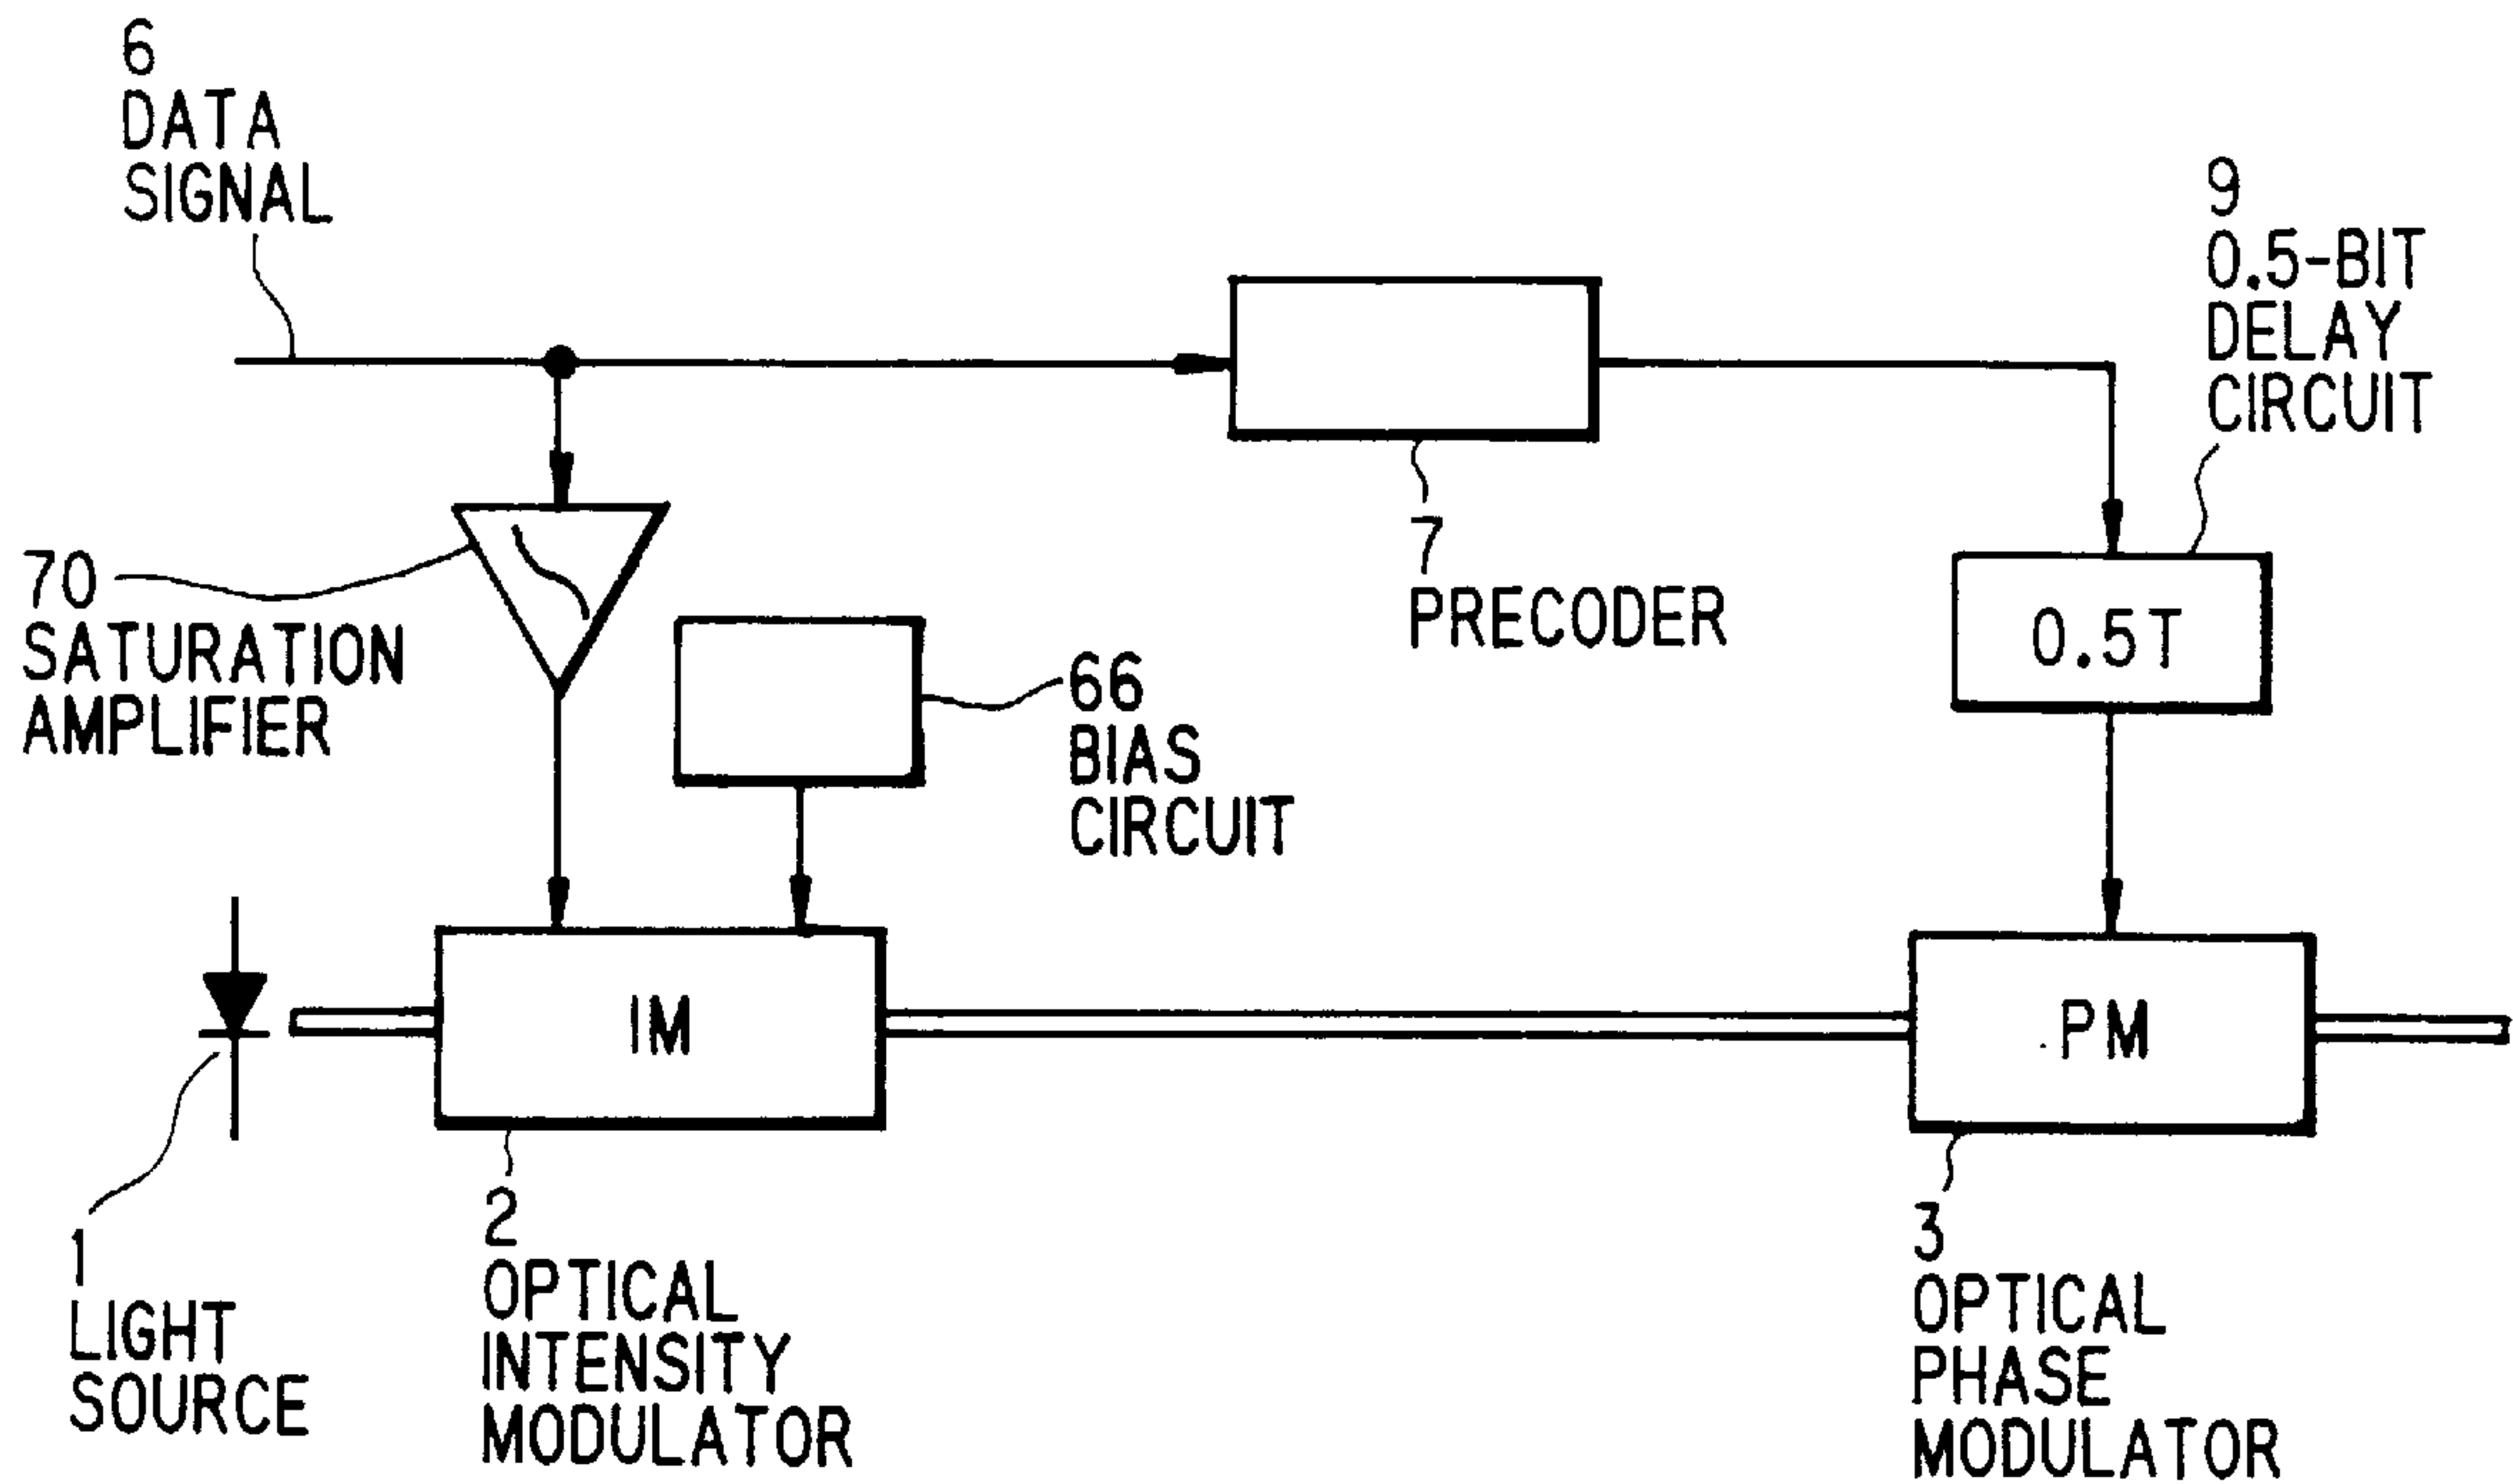 6
DATA
SIGNAL
9
0.5-BIT
DELAY
CIRCUIT
70
SATURATION
AMPLIFIER
7
PRECODER
0.5T
66
BIAS
CIRCUIT
IM
PM
1
LIGHT
SOURCE
2
OPTICAL
INTENSITY
MODULATOR
3
OPTICAL
PHASE
MODULATOR